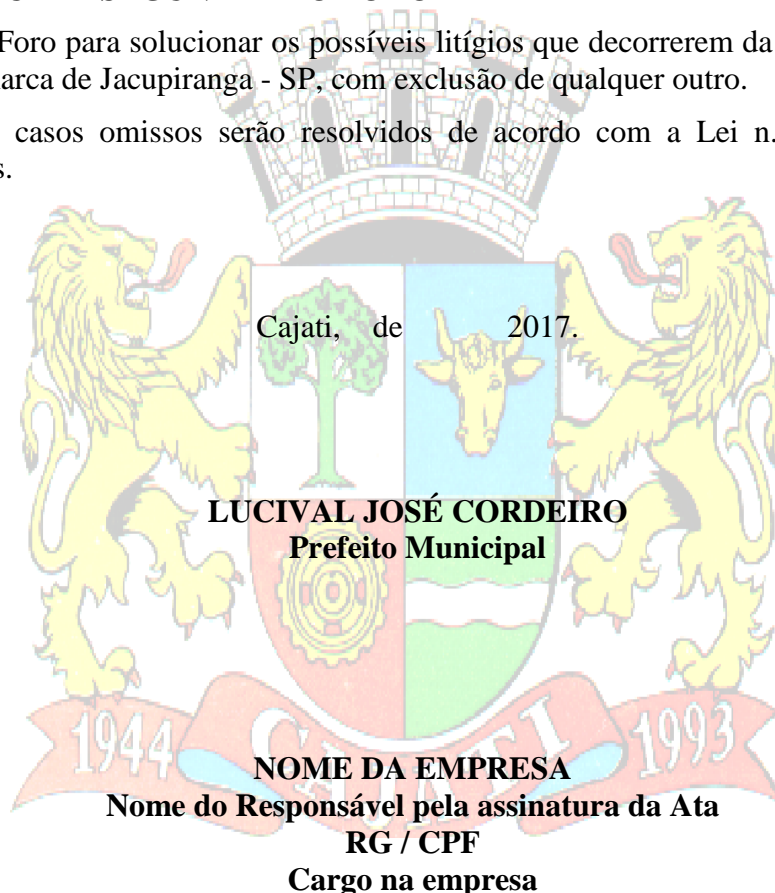 Foro para solucionar os possíveis litígios que decorrerem da
marca de Jacupiranga - SP, com exclusão de qualquer outro.
casos omissos serão resolvidos de acordo com a Lei n.
s.
Cajati, de 2017.
LUCIVAL JOSÉ CORDEIRO
Prefeito Municipal
1944 CAJATI 1993
NOME DA EMPRESA
Nome do Responsável pela assinatura da Ata
RG / CPF
Cargo na empresa